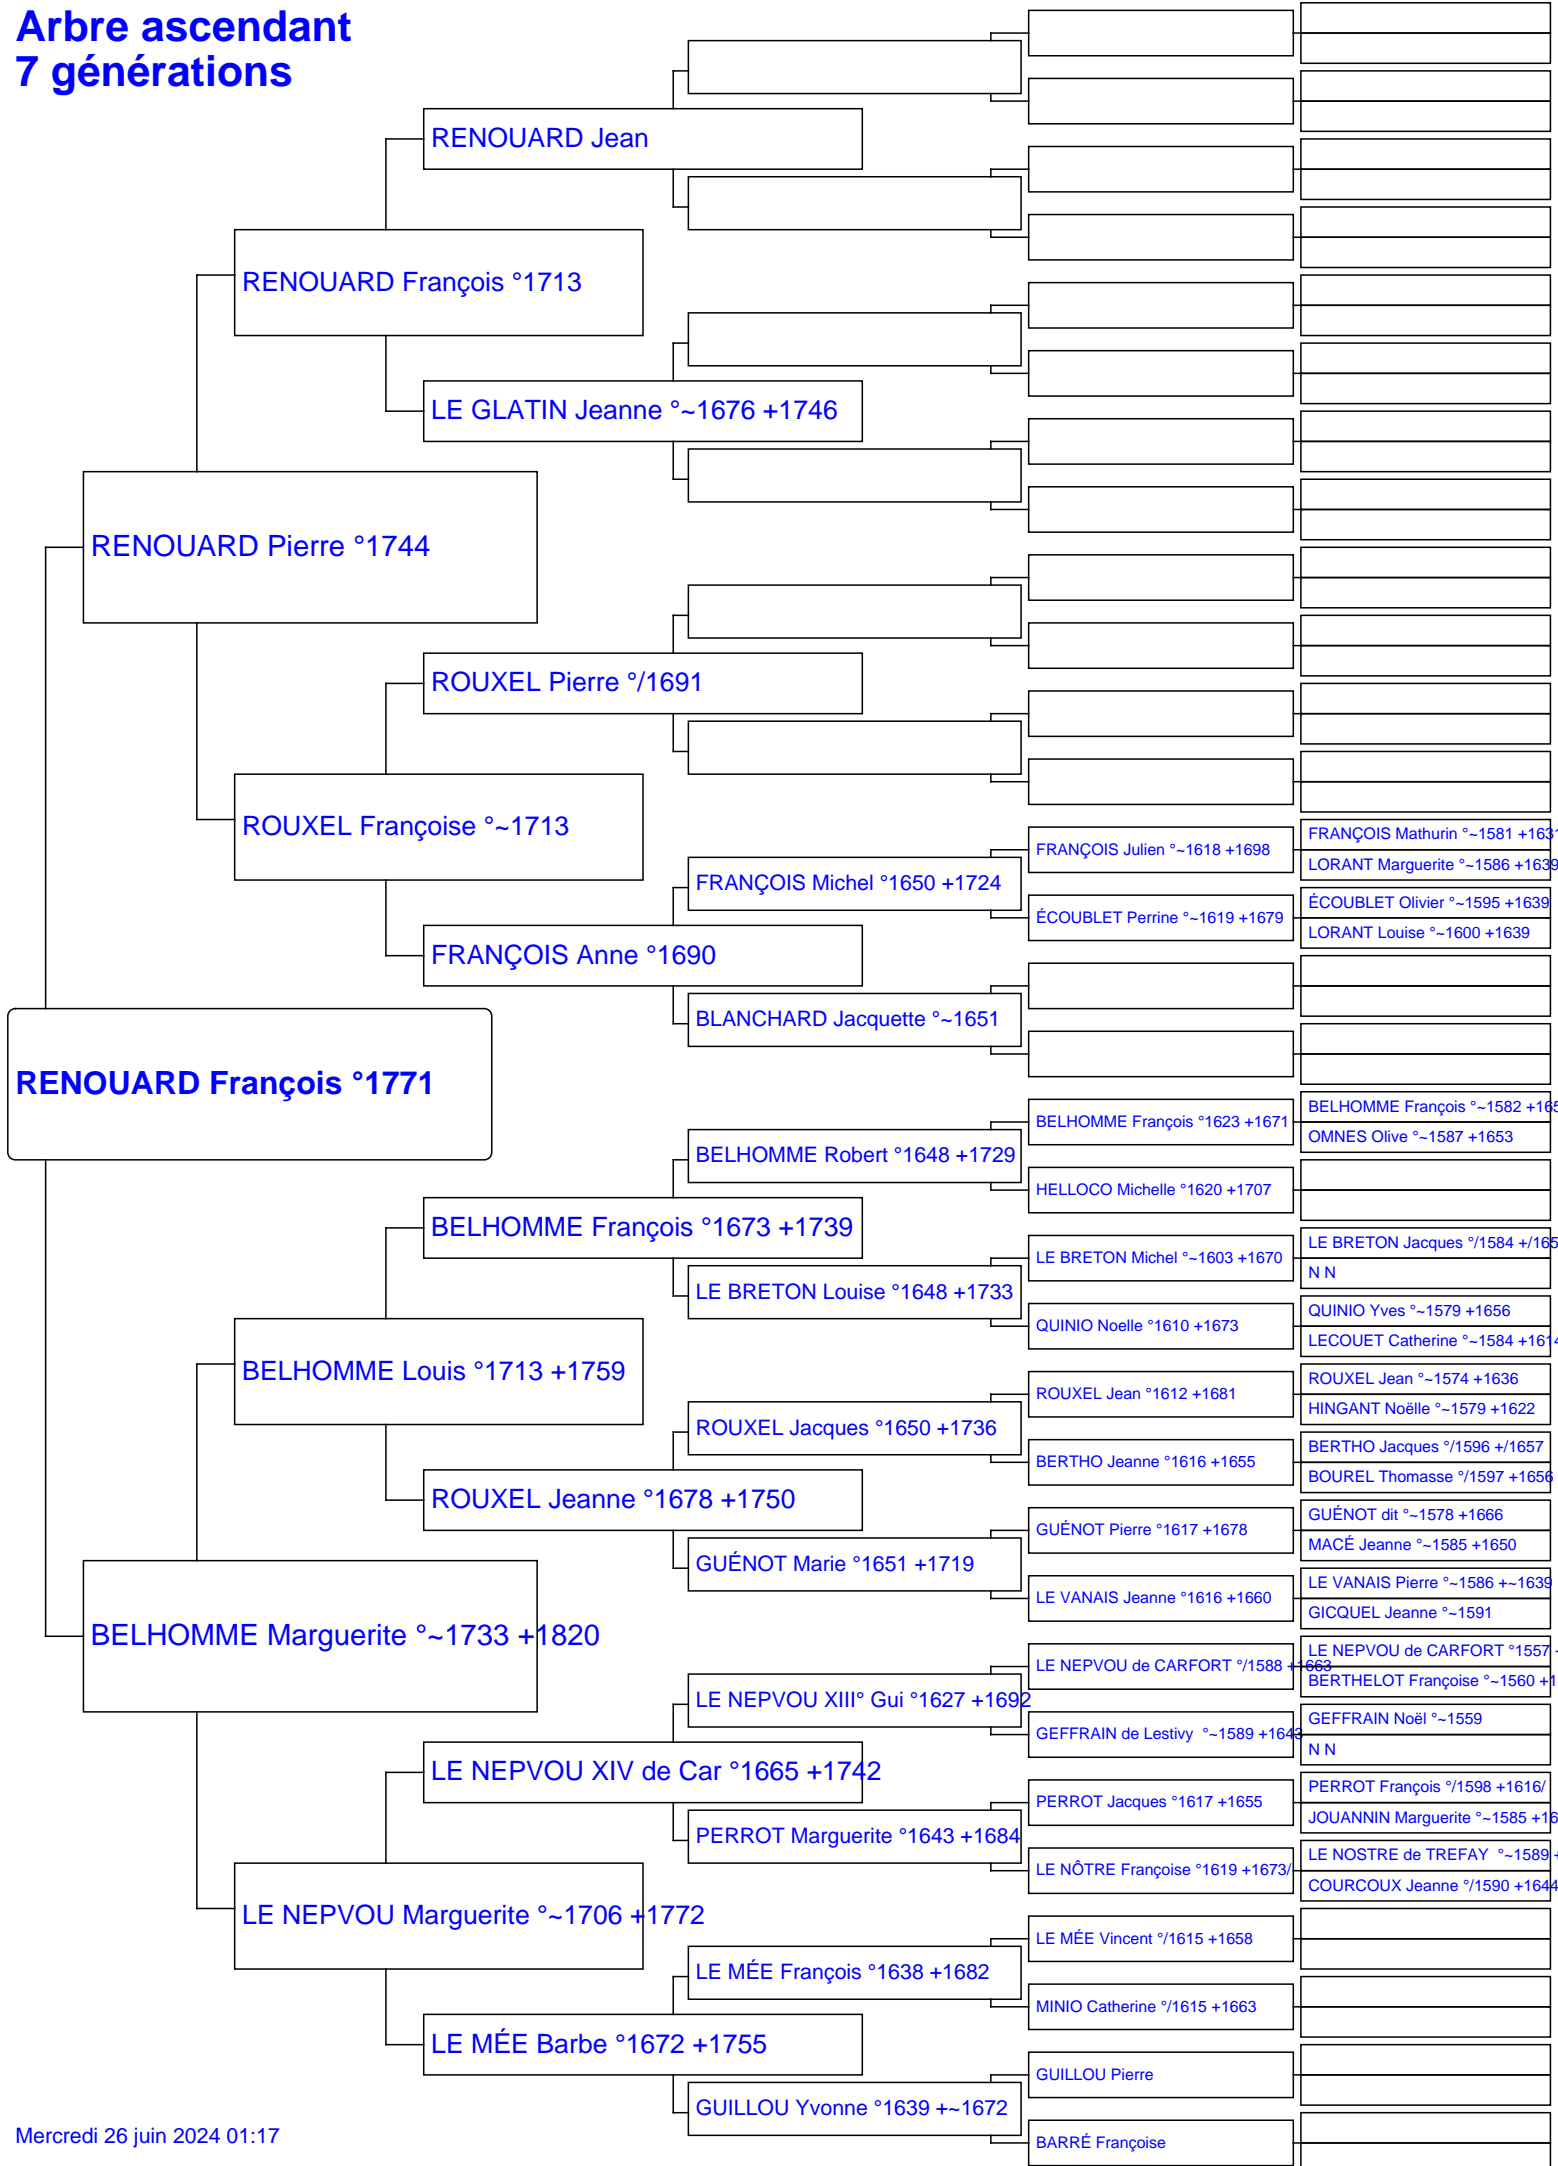 Arbre ascendant
7 générations
RENOUARD Jean
RENOUARD François °1713
LE GLATIN Jeanne °~1676 +1746
RENOUARD Pierre °1744
ROUXEL Pierre °/1691
ROUXEL Françoise °~1713
FRANÇOIS Mathurin °~1581 +1631
FRANÇOIS Julien °~1618 +1698
LORANT Marguerite °~1586 +1639
FRANÇOIS Michel °1650 +1724
ÉCOUBLET Olivier °~1595 +1639
ÉCOUBLET Perrine °~1619 +1679
LORANT Louise °~1600 +1639
FRANÇOIS Anne °1690
BLANCHARD Jacquette °~1651
RENOUARD François °1771
BELHOMME François °~1582 +165
BELHOMME François °1623 +1671
OMNES Olive °~1587 +1653
BELHOMME Robert °1648 +1729
HELLOCO Michelle °1620 +1707
BELHOMME François °1673 +1739
LE BRETON Jacques °/1584 +/165
LE BRETON Michel °~1603 +1670
N N
LE BRETON Louise °1648 +1733
QUINIO Yves °~1579 +1656
QUINIO Noelle °1610 +1673
LECOUET Catherine °~1584 +1614
BELHOMME Louis °1713 +1759
ROUXEL Jean °~1574 +1636
ROUXEL Jean °1612 +1681
HINGANT Noëlle °~1579 +1622
ROUXEL Jacques °1650 +1736
BERTHO Jacques °/1596 +/1657
BERTHO Jeanne °1616 +1655
BOUREL Thomasse °/1597 +1656
ROUXEL Jeanne °1678 +1750
GUÉNOT dit °~1578 +1666
GUÉNOT Pierre °1617 +1678
MACÉ Jeanne °~1585 +1650
GUÉNOT Marie °1651 +1719
LE VANAIS Pierre °~1586 +~1639
LE VANAIS Jeanne °1616 +1660
GICQUEL Jeanne °~1591
BELHOMME Marguerite °~1733 +1820
LE NEPVOU de CARFORT °1557 +
LE NEPVOU de CARFORT °/1588 +1663
BERTHELOT Françoise °~1560 +1
LE NEPVOU XIII° Gui °1627 +1692
GEFFRAIN Noël °~1559
GEFFRAIN de Lestivy °~1589 +1643
N N
LE NEPVOU XIV de Car °1665 +1742
PERROT François °/1598 +1616/
PERROT Jacques °1617 +1655
JOUANNIN Marguerite °~1585 +16
PERROT Marguerite °1643 +1684
LE NOSTRE de TREFAY °~1589 +
LE NÔTRE Françoise °1619 +1673/
COURCOUX Jeanne °/1590 +1644
LE NEPVOU Marguerite °~1706 +1772
LE MÉE Vincent °/1615 +1658
LE MÉE François °1638 +1682
MINIO Catherine °/1615 +1663
LE MÉE Barbe °1672 +1755
GUILLOU Pierre
GUILLOU Yvonne °1639 +~1672
BARRÉ Françoise
Mercredi 26 juin 2024 01:17